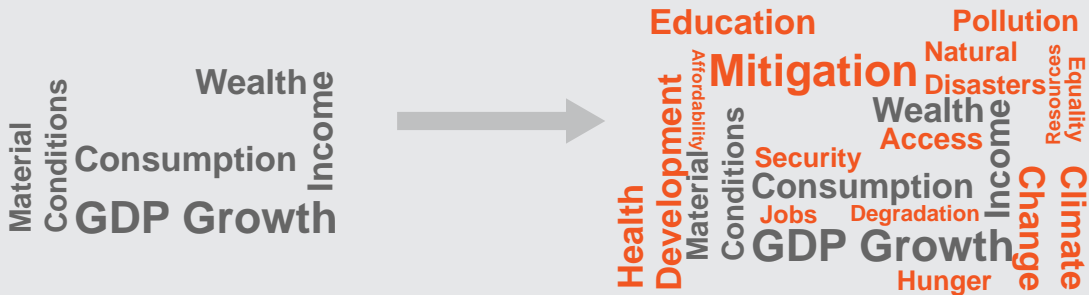 Wealth
Income
Material
Conditions
Consumption
GDP Growth
Education
Pollution
Affordability
Mitigation
Natural
Disasters
Resources
Equality
Development
Wealth
Access
Income
Material
Conditions
Security
Consumption
Health
Jobs
Degradation
Change
Climate
GDP Growth
Hunger